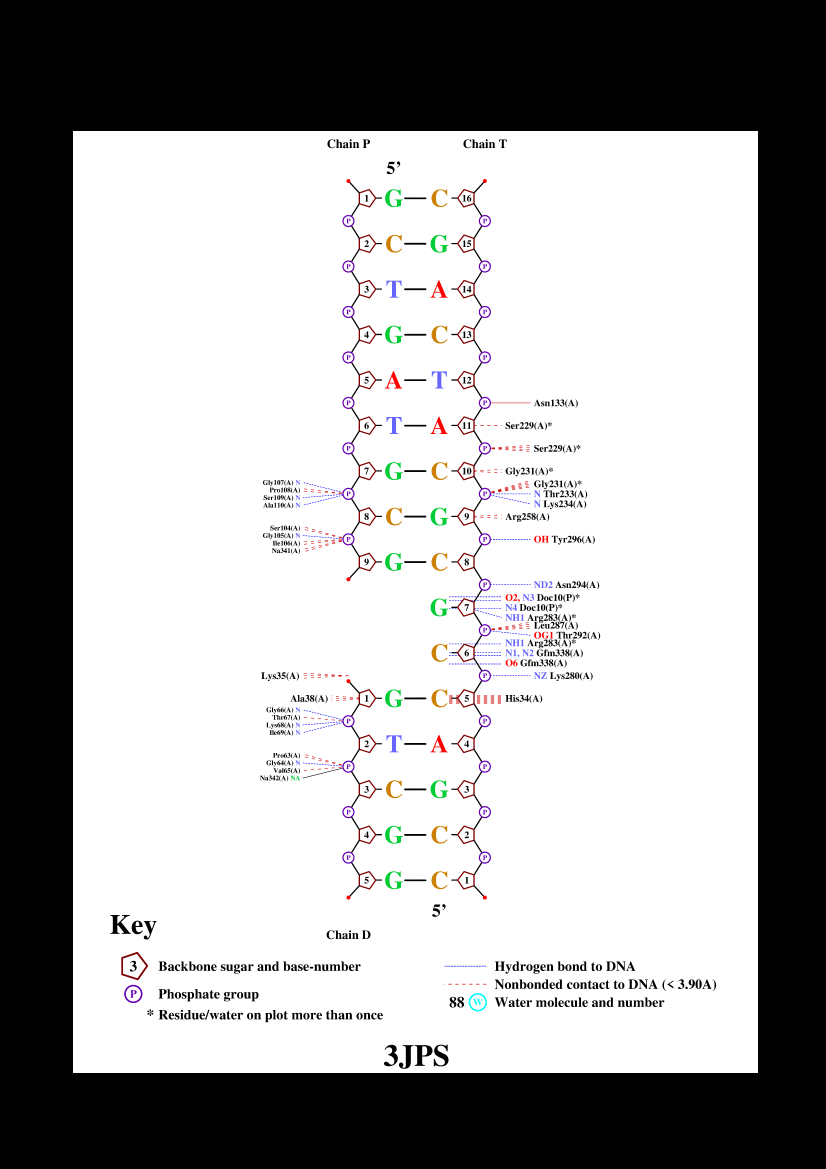 Chain P Chain T
5’
1 G C 16
P P
2 C G 15
P P
3 T A 14
P P
4 G C 13
P P
5 A T 12
P P Asn133(A)
6 T A 11 Ser229(A)*
P P Ser229(A)*
7 G C 10 Gly231(A)*
Gly107(A) N
Pro108(A)
Ser109(A) N
Ala110(A) N
P P
Gly231(A)*
N Thr233(A)
N Lys234(A)
8 C G 9 Arg258(A)
Ser104(A)
Gly105(A) N
Ile106(A)
Na341(A)
P P OH Tyr296(A)
9 G C 8
P ND2 Asn294(A)
G 7
O2, N3 Doc10(P)*
N4 Doc10(P)*
NH1 Arg283(A)*
P
Leu287(A)
OG1 Thr292(A)
C 6
NH1 Arg283(A)*
N1, N2 Gfm338(A)
O6 Gfm338(A)
Lys35(A) P NZ Lys280(A)
Ala38(A) 1 G C 5 His34(A)
Gly66(A) N
Thr67(A)
Lys68(A) N
Ile69(A) N
P P
2 T A 4
Pro63(A)
Gly64(A) N
Val65(A)
Na342(A) NA
P P
3 C G 3
P P
4 G C 2
P P
5 G C 1
5’
Key
Chain D
3 Backbone sugar and base-number
P Phosphate group
* Residue/water on plot more than once
Hydrogen bond to DNA
Nonbonded contact to DNA (< 3.90A)
88 W Water molecule and number
3JPS